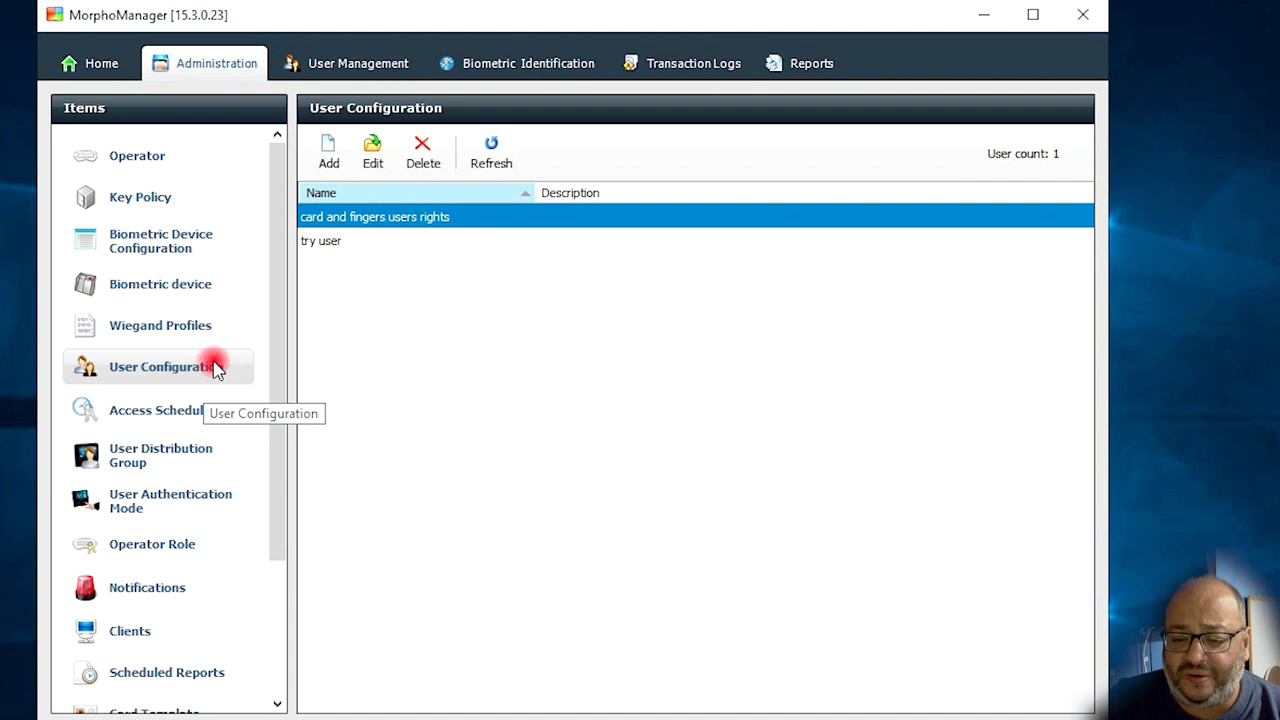 MorphoManager [15.3.0.23]
Home
Administration
User Management
Biometric Identification
Transaction Logs
Reports
Items
Operator
Key Policy
Biometric Device
Configuration
Biometric device
Wiegand Profiles
User Configurati
User Configuration
Access Schedul
User Distribution
Group
User Authentication
Mode
Operator Role
Notifications
Clients
Scheduled Reports
Card Template
User Configuration
Add
Edit
Delete
Refresh
User count: 1
Name
Description
card and fingers users rights
try user